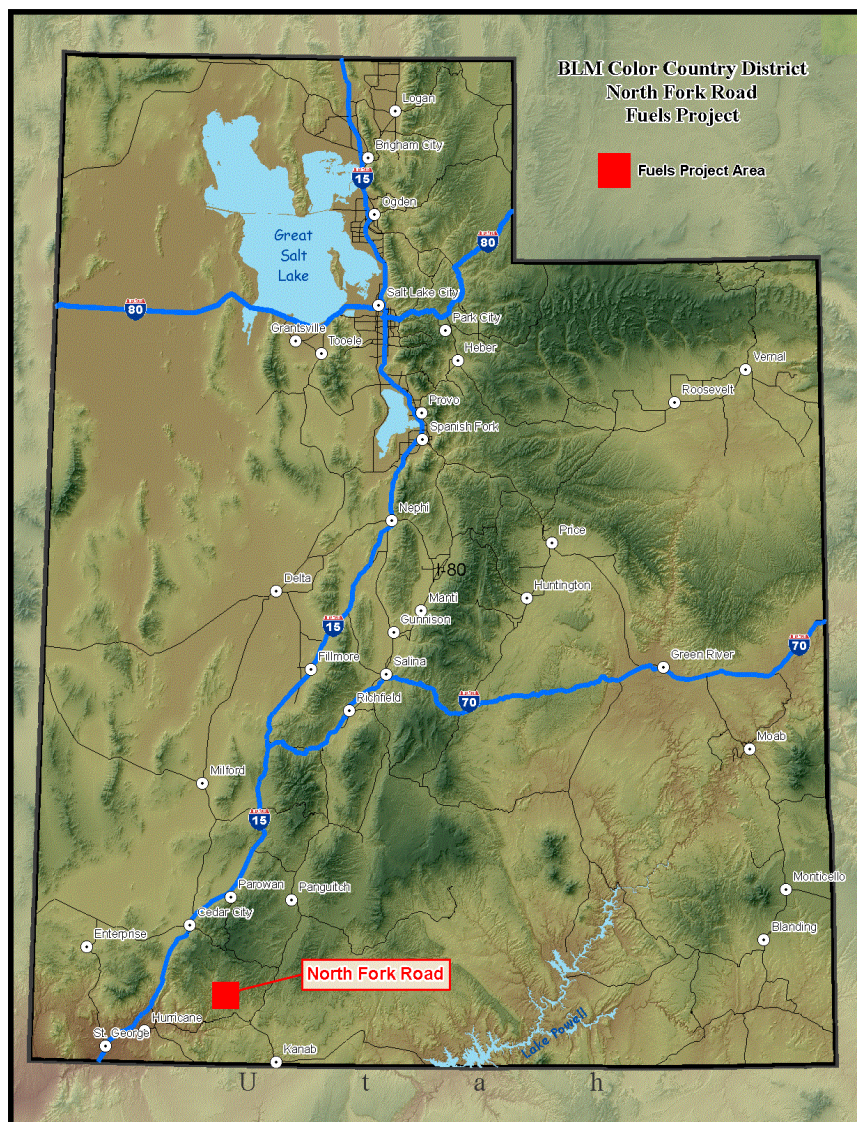 BLM Color Country District
North Fork Road
Fuels Project
Fuels Project Area
Logan
Brigham City
15
Ogden
80
Great
Salt
Lake
80
Salt Lake City
Park City
Grantsville
Tooele
Heber
Vernal
Roosevelt
Provo
Spanish Fork
Nephi
Price
I-80
Delta
Huntington
Manti
15
Gunnison
70
Fillmore
Salina
Green River
70
Richfield
Moab
Milford
15
Monticello
Parowan
Panguitch
Cedar City
Blanding
Enterprise
North Fork Road
Hurricane
St. George
Lake Powell
Kanab
U t a h